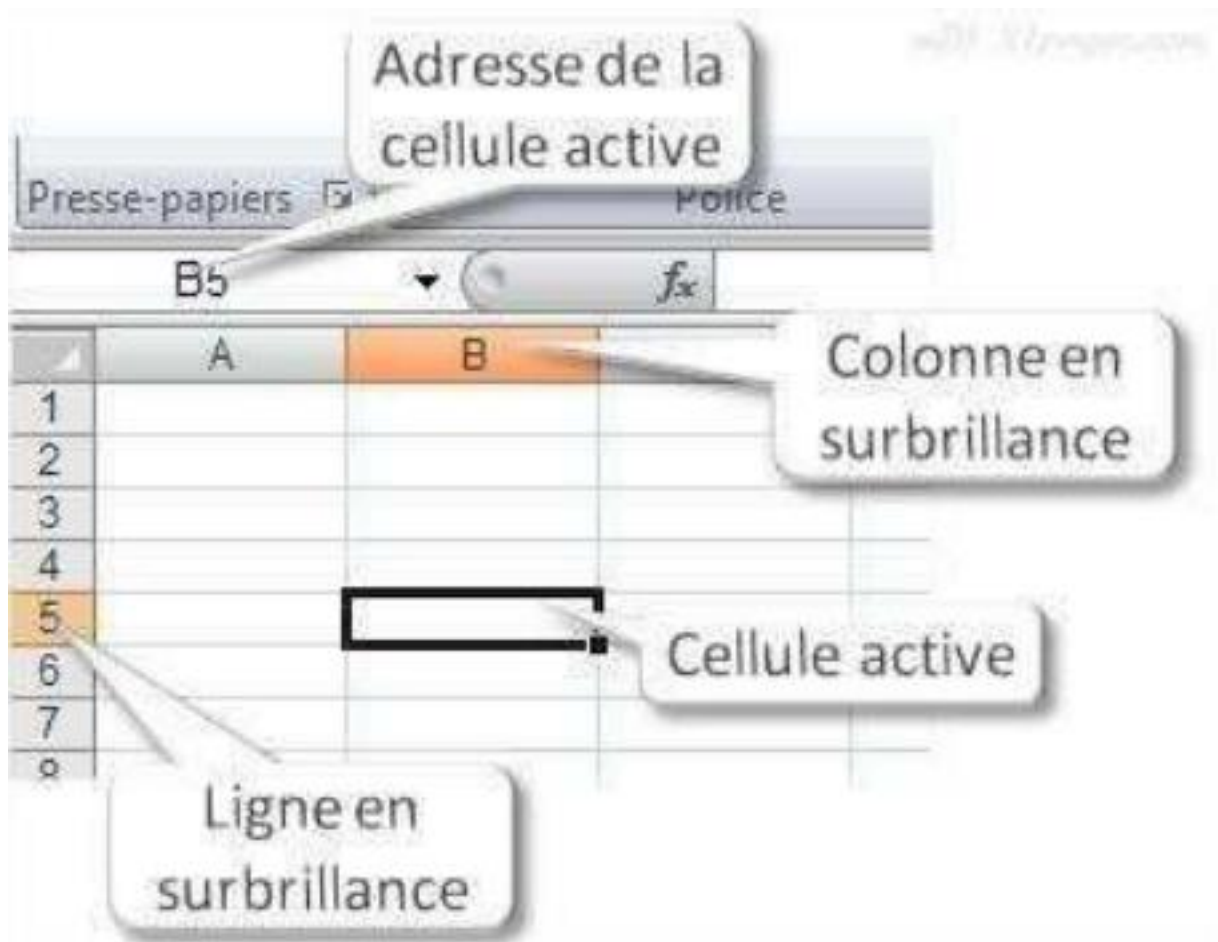 Adresse de la
cellule active
Presse-papiers
Police
B5
fx
A
B
Colonne en
surbrillance
1
2
3
4
5
6
7
Cellule active
Ligne en
surbrillance